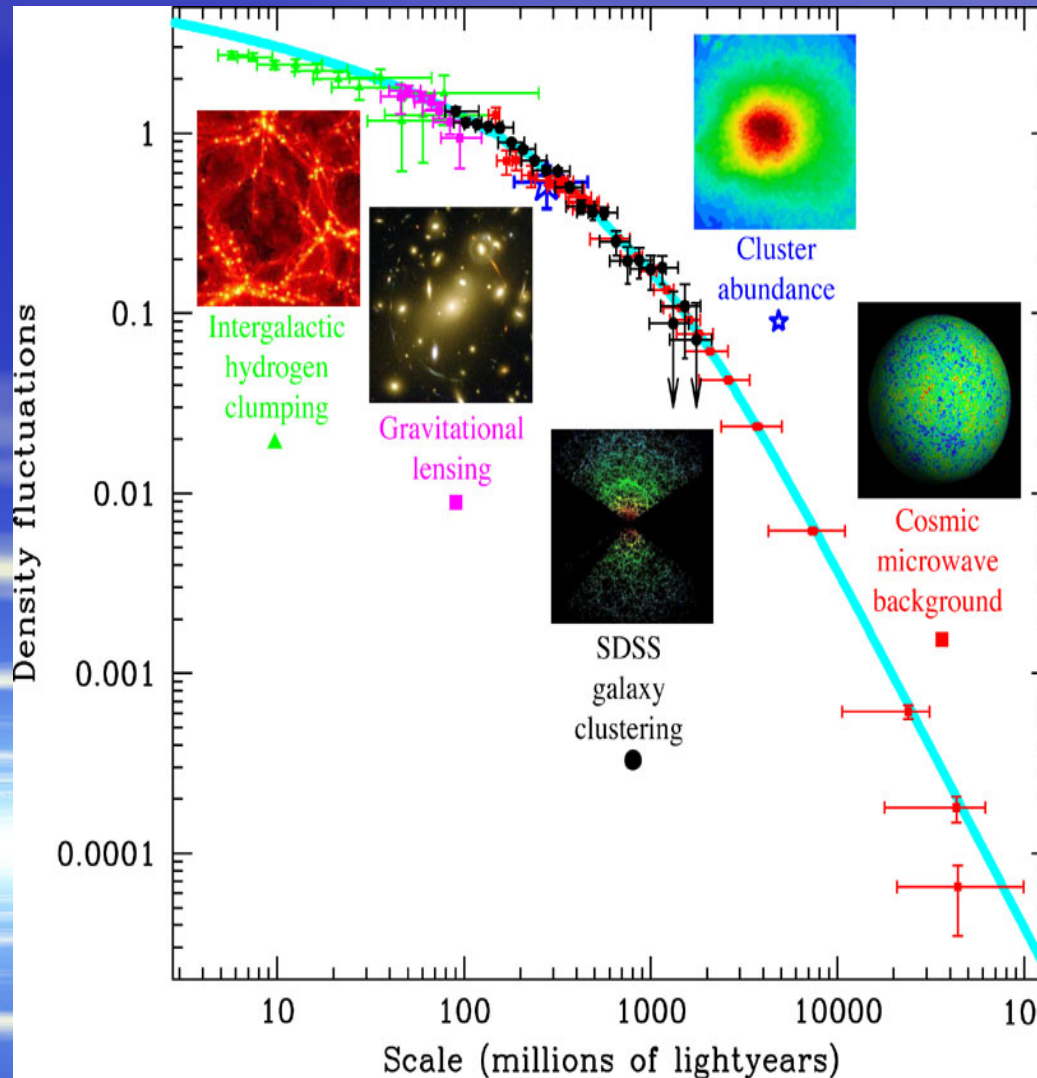 Density fluctuations
1
0.1
0.01
0.001
0.0001
Intergalactic
hydrogen
clumping
Gravitational
lensing
SDSS
galaxy
clustering
Cluster
abundance
Cosmic
microwave
background
10
100
1000
10000
10
Scale (millions of lightyears)